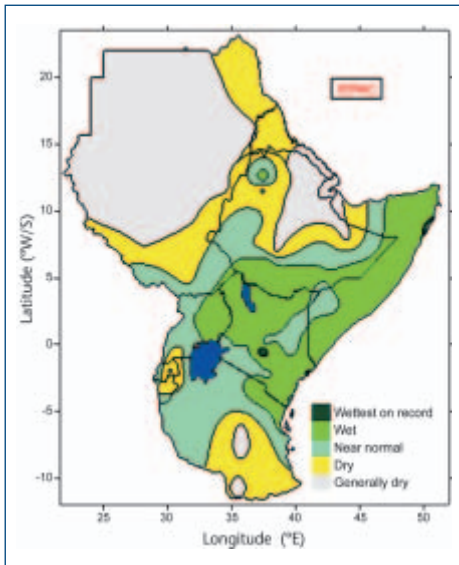 20
15
10
5
0
-5
-10
Latitude (°W/S)
Wettest on record
Wet
Near normal
Dry
Generally dry
25 30 35 40 45 50
Longitude (°E)